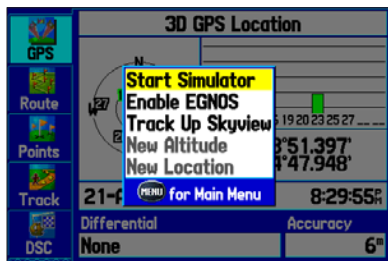 3D GPS Location
GPS
N
Start Simulator
Enable EGNOS
Track Up Skyview
New Altitude
New Location
MENU for Main Menu
Route
27
19 20 23 25 27
Points
51.397'
47.948'
Track
21-
8:29:55
Differential
Accuracy
DSC
None
6m